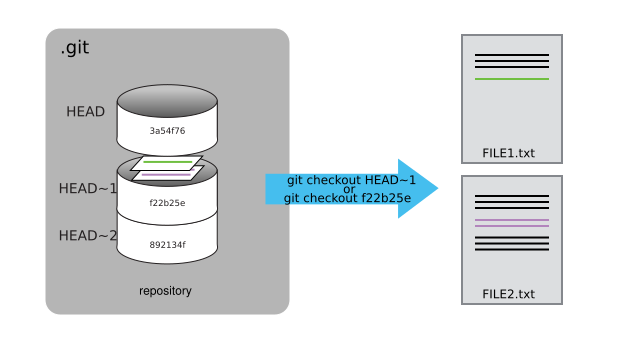 .git
HEAD
3a54f76
HEAD~1
f22b25e
HEAD~2
892134f
repository
git checkout HEAD~1
or
git checkout f22b25e
FILE1.txt
FILE2.txt